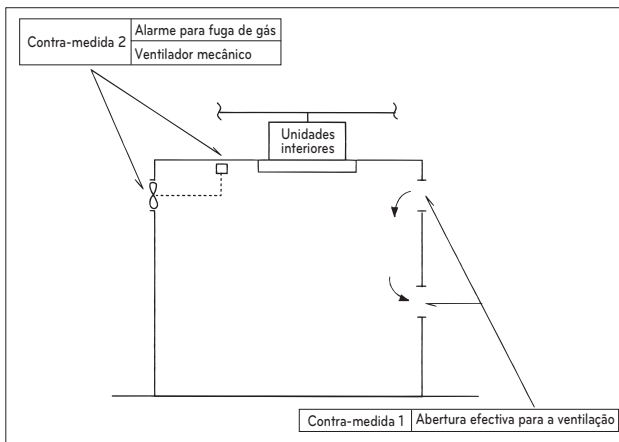 Contra-medida 2
Alarme para fuga de gás
Ventilador mecânico
Unidades
interiores
Contra-medida 1
Abertura efectiva para a ventilação